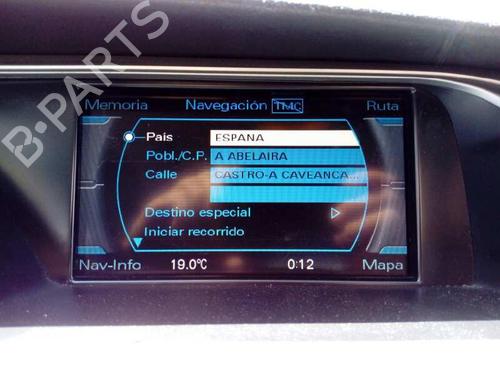 Memoria Navegación TMC Ruta
País ESPAÑA
Pobl./C.P. A ABELAIRA
Calle CASTRO-A CAVEANCA...
Destino especial
Iniciar recorrido
Nav-Info 19.0°C 0:12 Mapa
B-PARTS